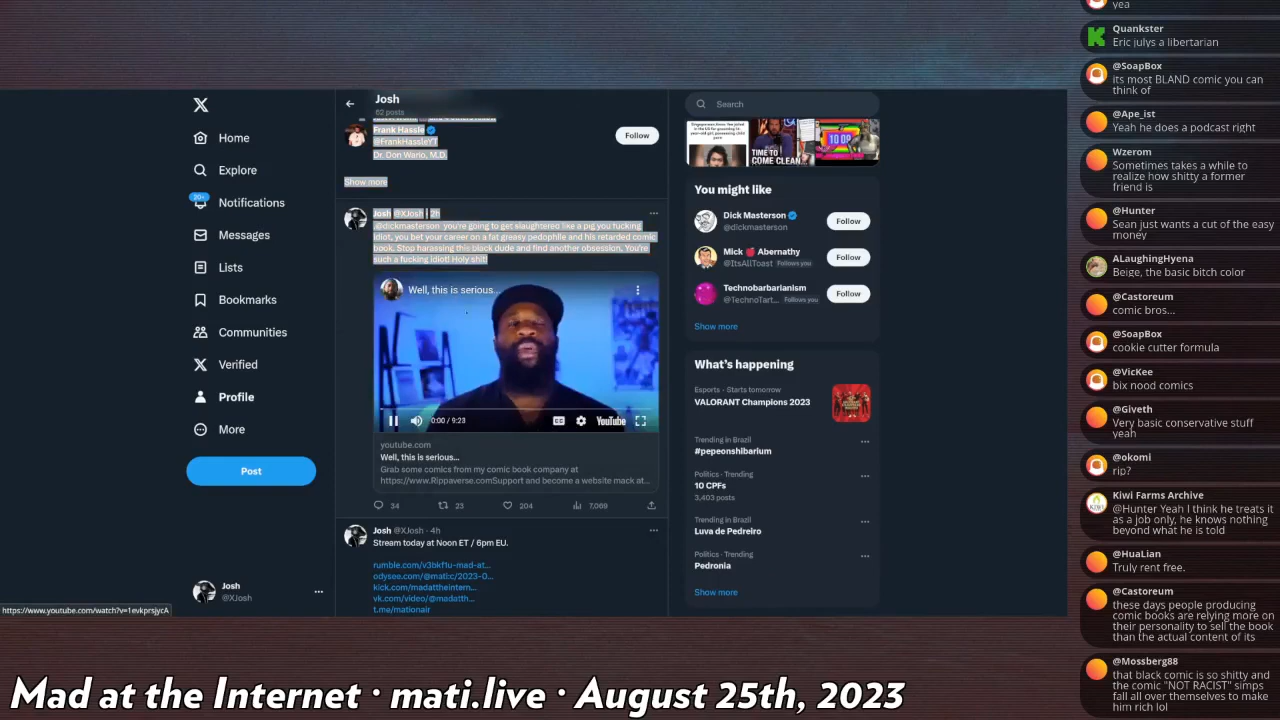 Josh
62 posts
Frank Hassle
@FrankHassleYT
Dr. Don Wario, M.D.
Follow
Show more
Josh @XJosh · 2h
.@dickmasterson you're going to get slaughtered like a pig you fucking
idiot, you bet your career on a fat greasy pedophile and his retarded comic
book. Stop harassing this black dude and find another obsession. You're
such a fucking idiot! Holy shit!
Well, this is serious...
0:00 / 9:23
YouTube
youtube.com
Well, this is serious...
Grab some comics from my comic book company at
https://www.Rippaverse.comSupport and become a website mack at...
34
23
204
7,069
Josh @XJosh · 4h
Stream today at Noon ET / 6pm EU.
rumble.com/v3bkf1u-mad-at...
odysee.com/@mati:c/2023-0...
kick.com/madattheintern...
vk.com/video/@madatth...
t.me/mationair
X
Home
Explore
20+
Notifications
Messages
Lists
Bookmarks
Communities
Verified
Profile
More
Post
Josh
@XJosh
https://www.youtube.com/watch?v=1evkprsjycA
Search
TIME TO
COME CLEAN
You might like
Dick Masterson
@dickmasterson
Follow
Mick 🍎 Abernathy
@ItsAllToast Follows you
Follow
Technobarbarianism
@TechnoTart... Follows you
Follow
Show more
What's happening
Esports · Starts tomorrow
VALORANT Champions 2023
Trending in Brazil
#pepeonshibarium
Politics · Trending
10 CPFs
3,403 posts
Trending in Brazil
Luva de Pedreiro
Politics · Trending
Pedronia
Show more
yea
Quankster
Eric julys a libertarian
@SoapBox
its most BLAND comic you can
think of
@Ape_ist
Yeah he does a podcast right
Wzerom
Sometimes takes a while to
realize how shitty a former
friend is
@Hunter
Sean just wants a cut of the easy
money
ALaughingHyena
Beige, the basic bitch color
@Castoreum
comic bros...
@SoapBox
cookie cutter formula
@VicKee
bix nood comics
@Giveth
Very basic conservative stuff
yeah
@okomi
rip?
Kiwi Farms Archive
@Hunter Yeah I think he treats it
as a job only, he knows nothing
beyond what he is told
@HuaLian
Truly rent free.
@Castoreum
these days people producing
comic books are relying more on
their personality to sell the book
than the actual content of its
@Mossberg88
that black comic is so shitty and
the comic "NOT RACIST" simps
fall all over themselves to make
him rich lol
Mad at the Internet · mati.live · August 25th, 2023